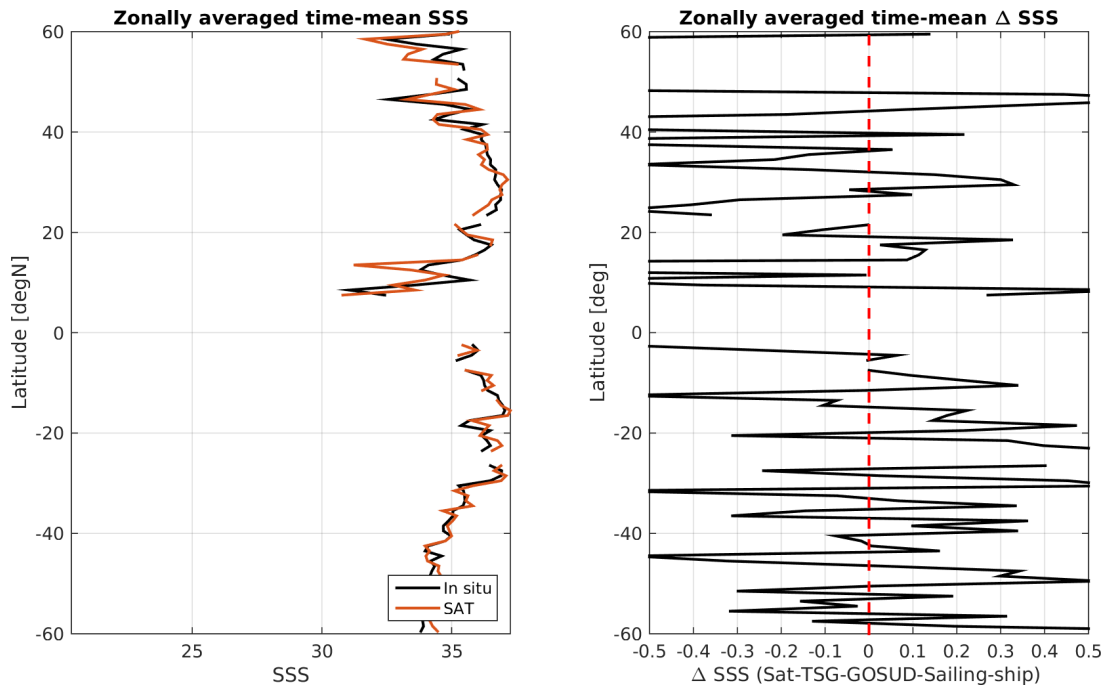 Zonally averaged time-mean SSS
60
40
20
0
-20
-40
-60
Latitude [degN]
25
30
35
SSS
In situ
SAT
Zonally averaged time-mean Δ SSS
60
40
20
0
-20
-40
-60
Latitude [deg]
-0.5 -0.4 -0.3 -0.2 -0.1 0 0.1 0.2 0.3 0.4 0.5
Δ SSS (Sat-TSG-GOSUD-Sailing-ship)